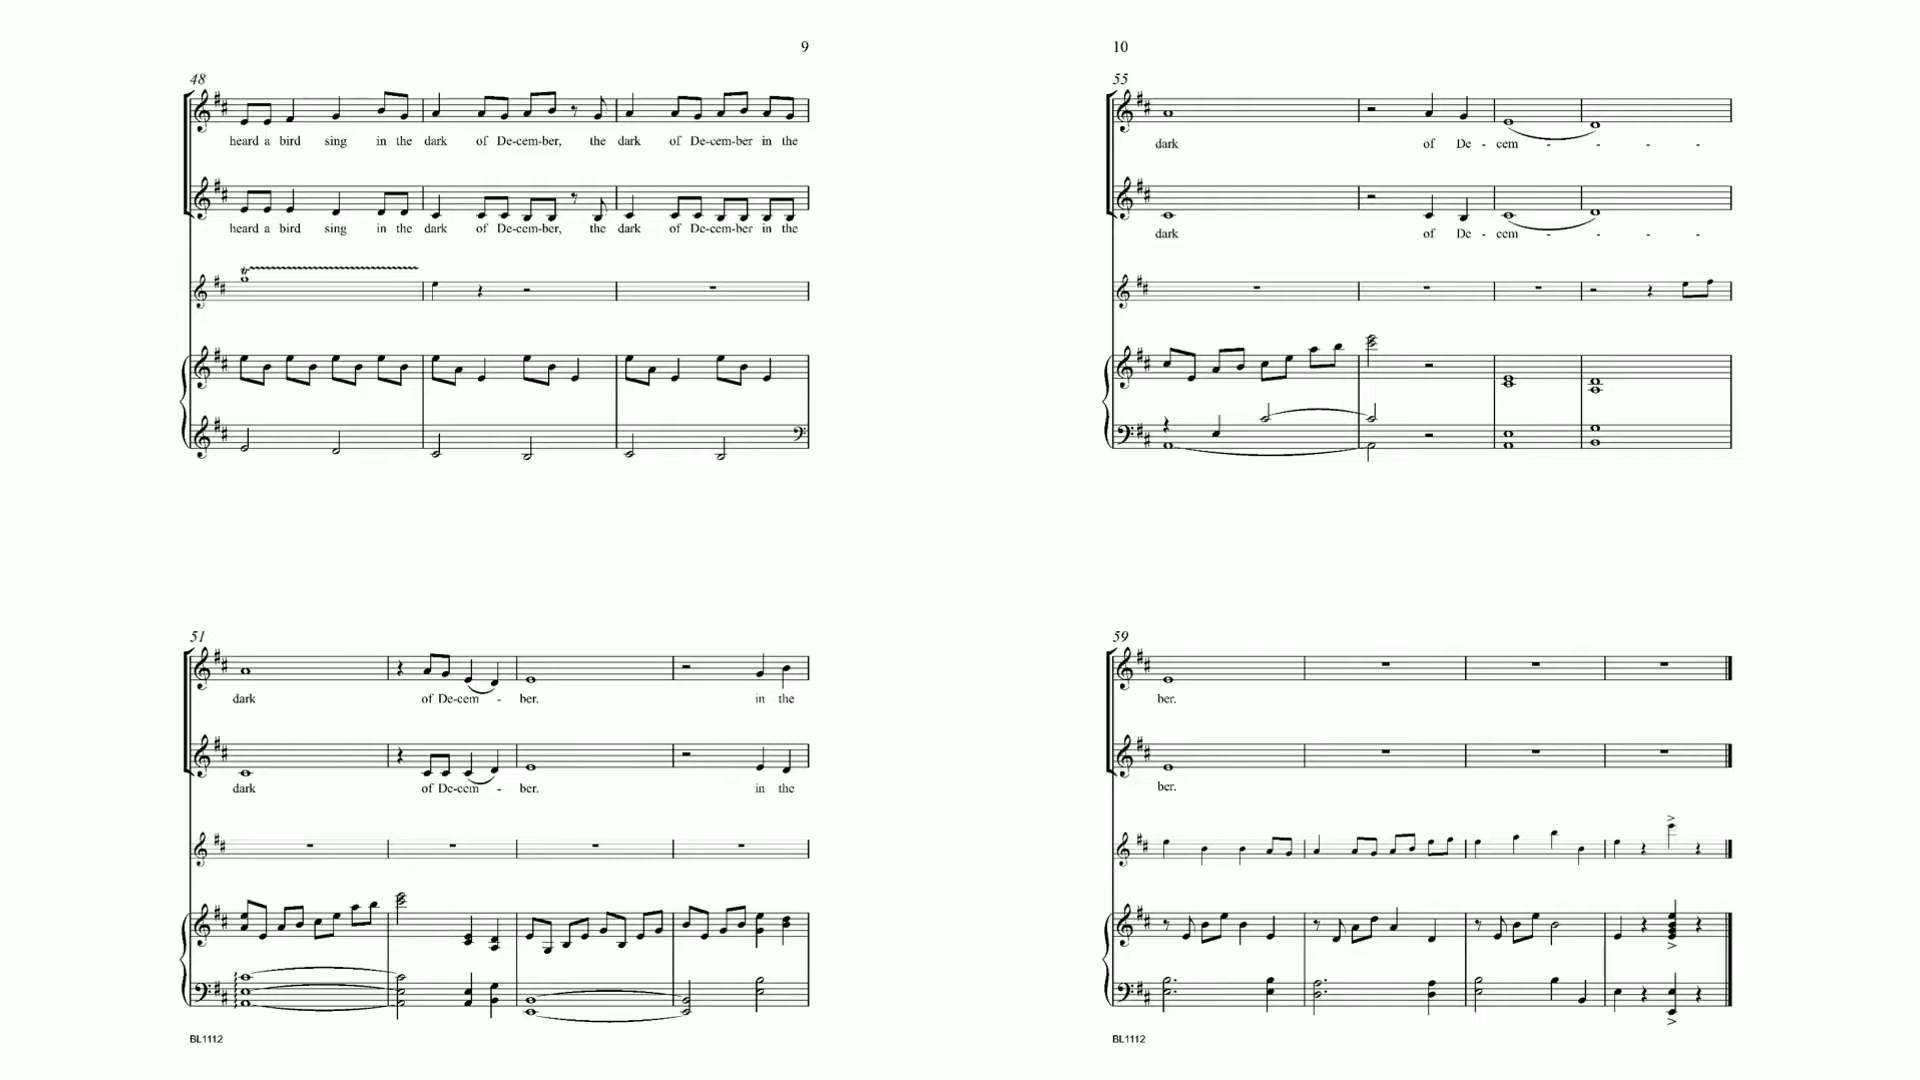 9
48
heard a bird sing in the dark of De-cem-ber, the dark of De-cem-ber in the
heard a bird sing in the dark of De-cem-ber, the dark of De-cem-ber in the
51
dark of De-cem - ber. in the
dark of De-cem - ber. in the
BL1112
10
55
dark of De - cem - - - -
dark of De - cem - - - -
59
ber.
ber.
BL1112